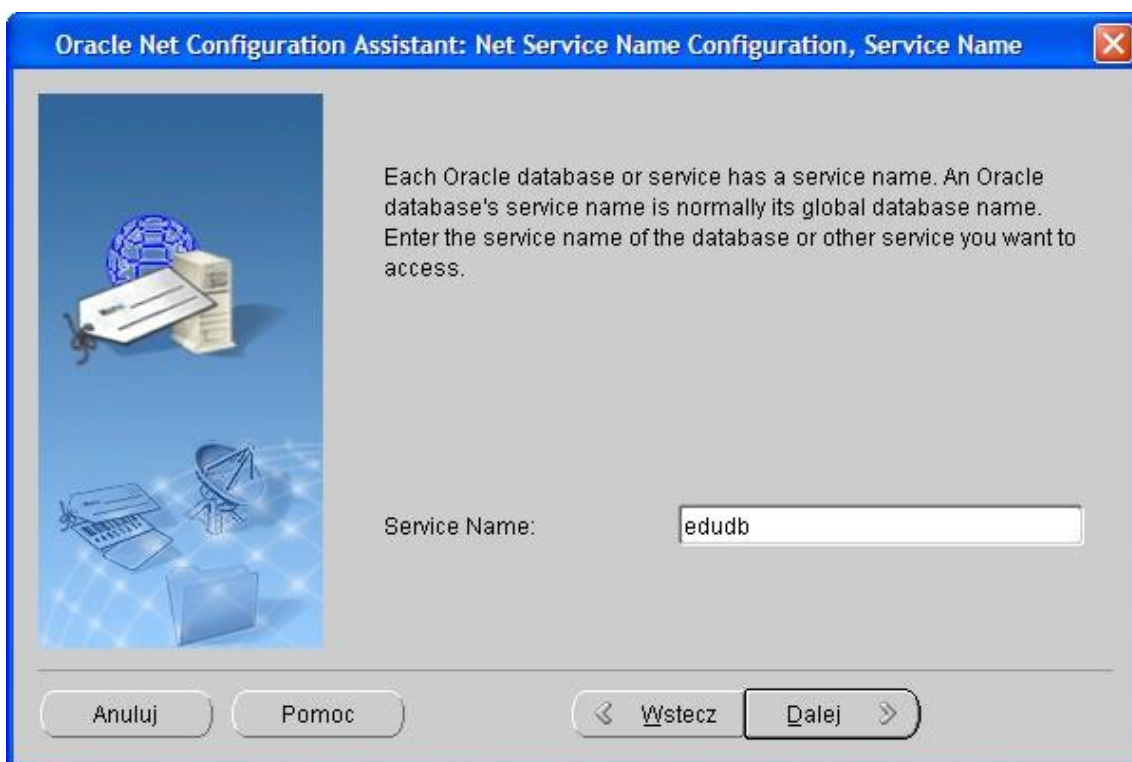 Oracle Net Configuration Assistant: Net Service Name Configuration, Service Name
Each Oracle database or service has a service name. An Oracle
database's service name is normally its global database name.
Enter the service name of the database or other service you want to
access.
Service Name:
edudb
Anuluj
Pomoc
Wstecz
Dalej